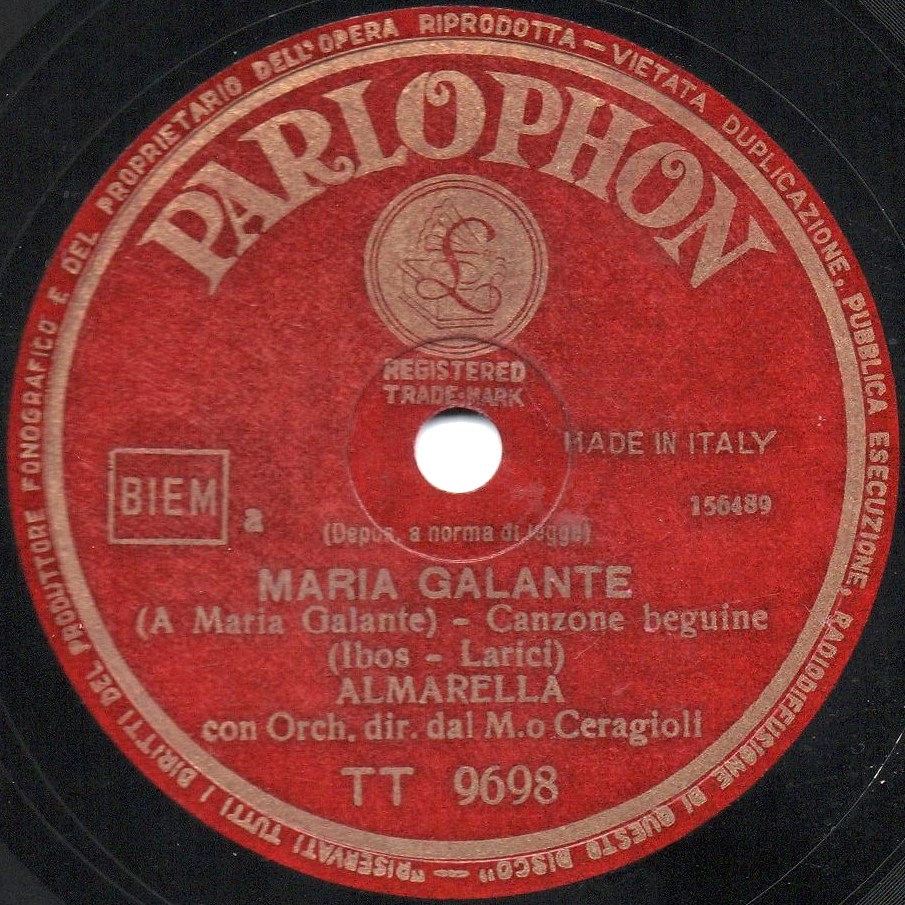 "RISERVATI TUTTI I DIRITTI DEL PRODUTTORE FONOGRAFICO E DEL PROPRIETARIO DELL'OPERA RIPRODOTTA — VIETATA DUPLICAZIONE, PUBBLICA ESECUZIONE, RADIODIFFUSIONE DI QUESTO DISCO" —
PARLOPHON
£
REGISTERED
TRADE-MARK
MADE IN ITALY
BIEM
a
156489
(Depos. a norma di legge)
MARIA GALANTE
(A Maria Galante) - Canzone beguine
(Ibos - Larici)
ALMARELLA
con Orch. dir. dal M.o Ceragioli
TT 9698